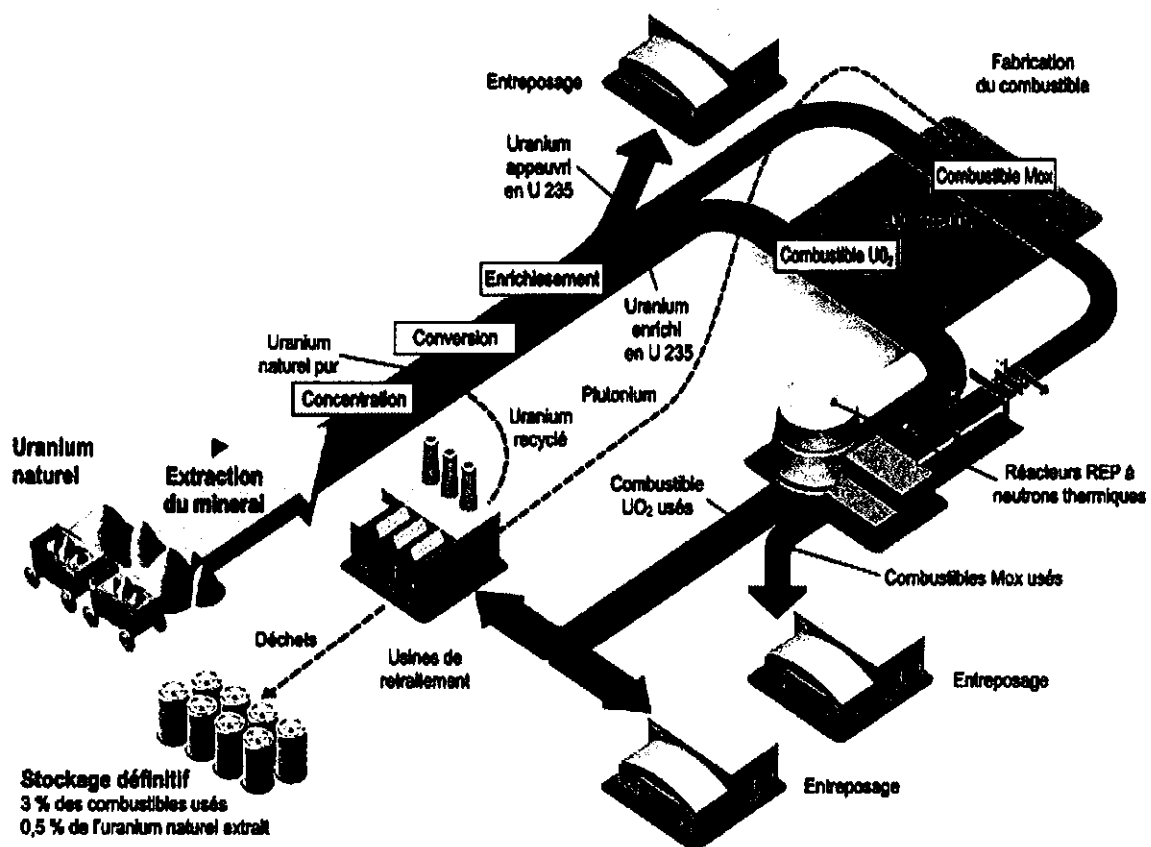 Entreposage
Fabrication
du combustible
Uranium
appauvri
en U 235
Combustible Mox
Combustible UO₂
Enrichissement
Uranium
enrichi
en U 235
Conversion
Uranium
naturel pur
Concentration
Plutonium
Uranium
recyclé
Uranium
naturel
Extraction
du minerai
Combustible
UO₂ usés
Réacteurs REP à
neutrons thermiques
Combustibles Mox usés
Déchets
Usines de
retraitement
Entreposage
Entreposage
Stockage définitif
3 % des combustibles usés
0,5 % de l'uranium naturel extrait